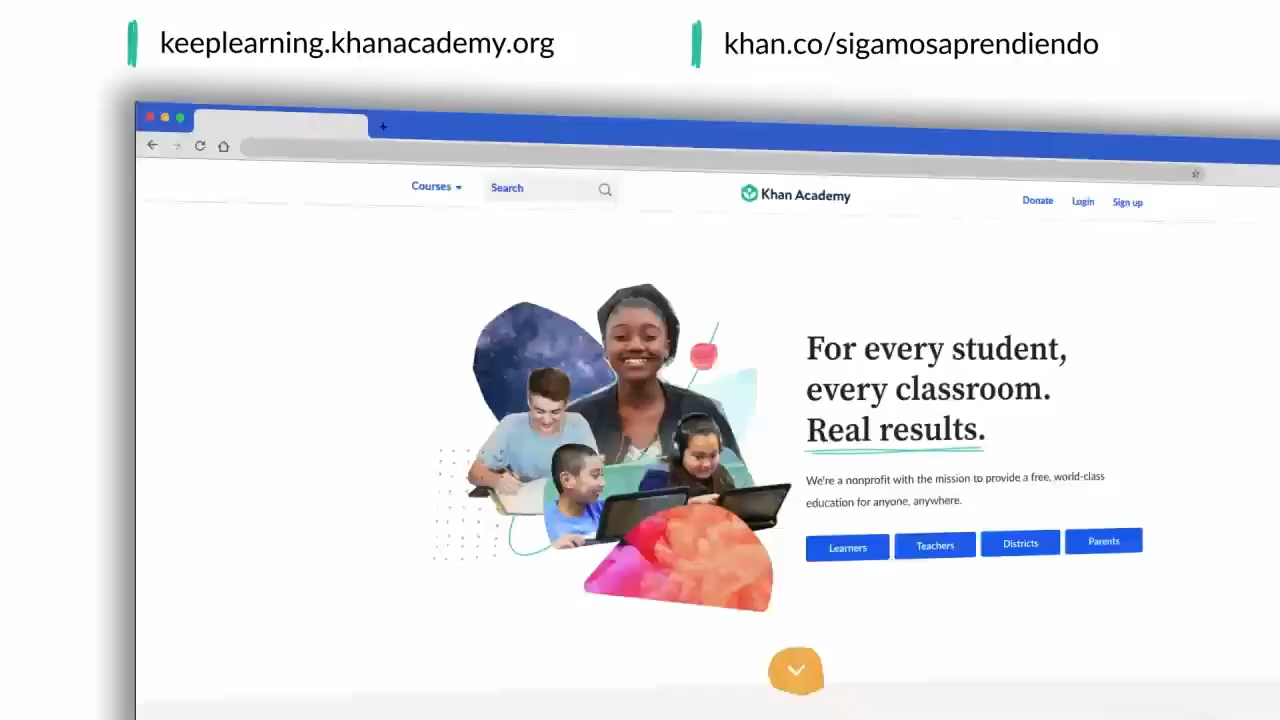 keeplearning.khanacademy.org
khan.co/sigamosaprendiendo
Courses
Search
Khan Academy
Donate
Login
Sign up
For every student,
every classroom.
Real results.
We're a nonprofit with the mission to provide a free, world-class
education for anyone, anywhere.
Learners
Teachers
Districts
Parents